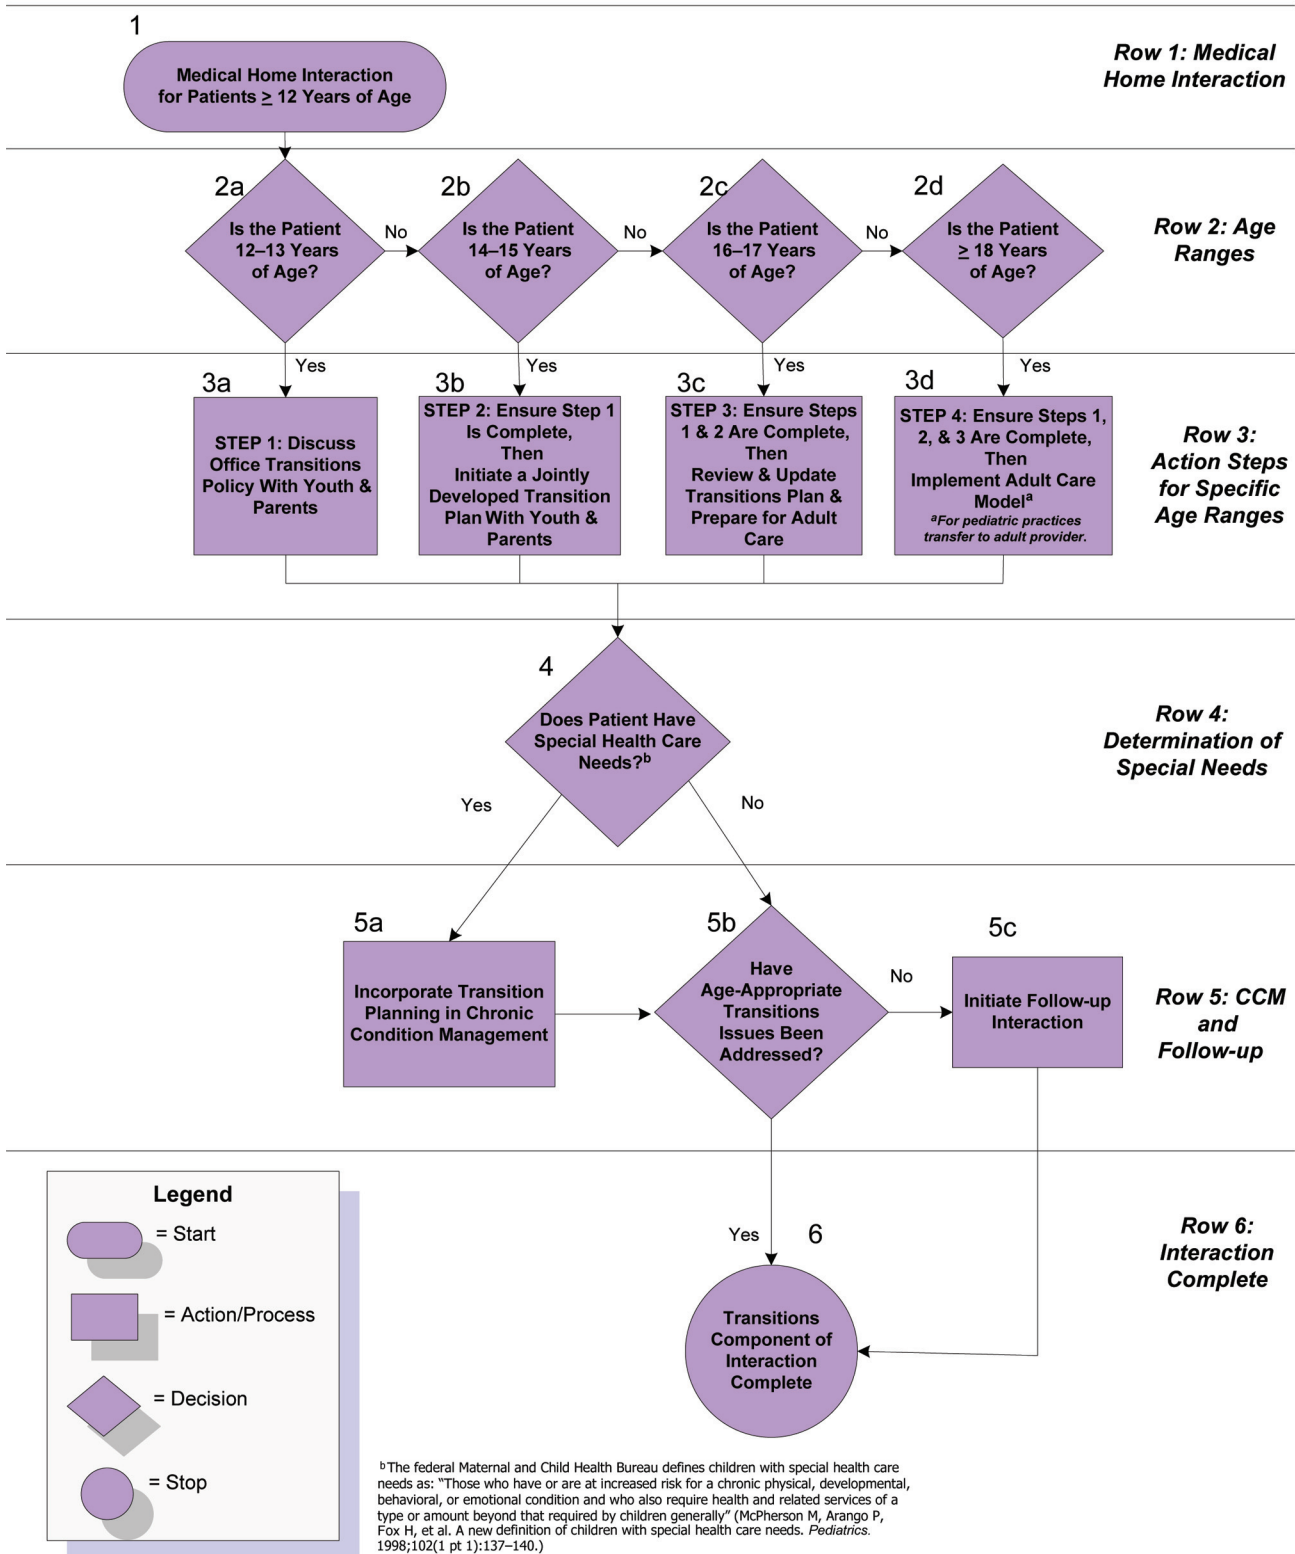 1
Medical Home Interaction
for Patients ≥ 12 Years of Age
Row 1: Medical
Home Interaction
2a
Is the Patient
12–13 Years
of Age?
No
2b
Is the Patient
14–15 Years
of Age?
No
2c
Is the Patient
16–17 Years
of Age?
No
2d
Is the Patient
≥ 18 Years
of Age?
Row 2: Age
Ranges
Yes
Yes
Yes
Yes
3a
STEP 1: Discuss
Office Transitions
Policy With Youth &
Parents
3b
STEP 2: Ensure Step 1
Is Complete,
Then
Initiate a Jointly
Developed Transition
Plan With Youth &
Parents
3c
STEP 3: Ensure Steps
1 & 2 Are Complete,
Then
Review & Update
Transitions Plan &
Prepare for Adult
Care
3d
STEP 4: Ensure Steps 1,
2, & 3 Are Complete,
Then
Implement Adult Care
Modelᵃ
ᵃFor pediatric practices
transfer to adult provider.
Row 3:
Action Steps
for Specific
Age Ranges
4
Does Patient Have
Special Health Care
Needs?ᵇ
Yes
No
Row 4:
Determination of
Special Needs
5a
Incorporate Transition
Planning in Chronic
Condition Management
5b
Have
Age-Appropriate
Transitions
Issues Been
Addressed?
No
5c
Initiate Follow-up
Interaction
Row 5: CCM
and
Follow-up
Yes
6
Transitions
Component of
Interaction
Complete
Row 6:
Interaction
Complete
Legend
= Start
= Action/Process
= Decision
= Stop
ᵇThe federal Maternal and Child Health Bureau defines children with special health care
needs as: “Those who have or are at increased risk for a chronic physical, developmental,
behavioral, or emotional condition and who also require health and related services of a
type or amount beyond that required by children generally” (McPherson M, Arango P,
Fox H, et al. A new definition of children with special health care needs. Pediatrics.
1998;102(1 pt 1):137–140.)